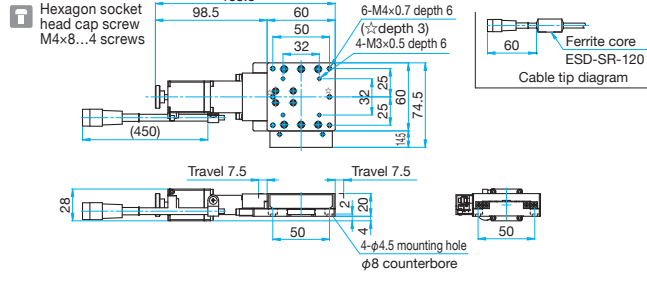 Hexagon socket
head cap screw
M4×8...4 screws
98.5
60
50
32
6-M4×0.7 depth 6
(☆depth 3)
4-M3×0.5 depth 6
☆
☆
25
25
32
60
74.5
14.5
(450)
60
Ferrite core
ESD-SR-120
Cable tip diagram
Travel 7.5
Travel 7.5
28
2
20
4
50
4-φ4.5 mounting hole
φ8 counterbore
50